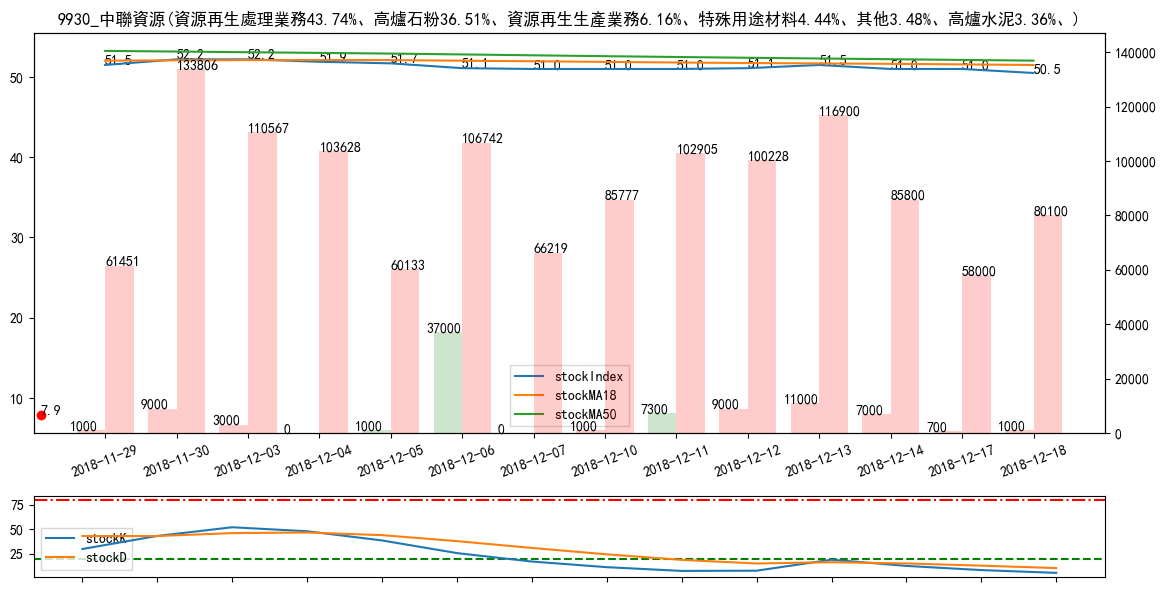 9930_中聯資源(資源再生處理業務43.74%、高爐石粉36.51%、資源再生生產業務6.16%、特殊用途材料4.44%、其他3.48%、高爐水泥3.36%、)
51.5 52.2 52.2 51.9 51.7 51.1 51.0 51.0 51.0 51.1 51.5 51.0 51.0 50.5
50 40 30 20 10
140000 120000 100000 80000 60000 40000 20000 0
61451 133806 110567 103628 60133 106742 66219 85777 102905 100228 116900 85800 58000 80100
7.9
1000 9000 3000 0 1000 37000 0 1000 7300 9000 11000 7000 700 1000
stockIndex
stockMA18
stockMA50
2018-11-29 2018-11-30 2018-12-03 2018-12-04 2018-12-05 2018-12-06 2018-12-07 2018-12-10 2018-12-11 2018-12-12 2018-12-13 2018-12-14 2018-12-17 2018-12-18
75 50 25
stockK
stockD